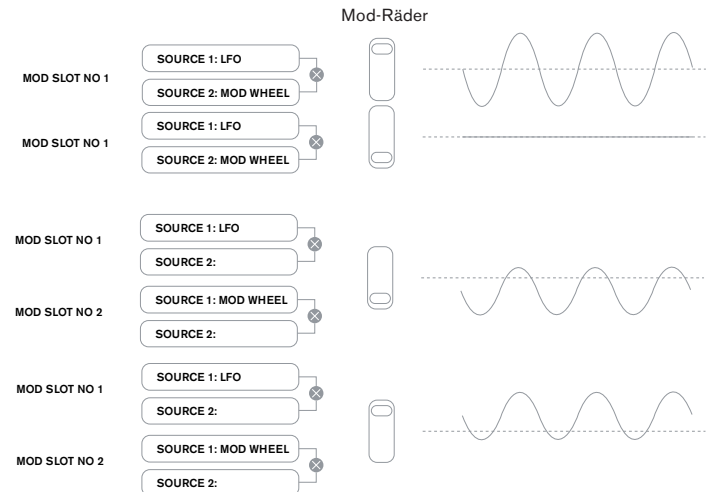 Mod-Räder
SOURCE 1: LFO
MOD SLOT NO 1
SOURCE 2: MOD WHEEL
SOURCE 1: LFO
MOD SLOT NO 1
SOURCE 2: MOD WHEEL
SOURCE 1: LFO
MOD SLOT NO 1
SOURCE 2:
SOURCE 1: MOD WHEEL
MOD SLOT NO 2
SOURCE 2:
SOURCE 1: LFO
MOD SLOT NO 1
SOURCE 2:
SOURCE 1: MOD WHEEL
MOD SLOT NO 2
SOURCE 2: